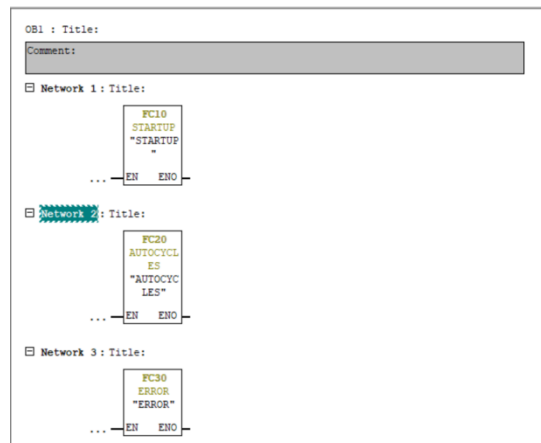 OB1 : Title:
Comment:
Network 1 : Title:
FC10
STARTUP
"STARTUP
"
... EN ENO
Network 2 : Title:
FC20
AUTOCYCL
ES
"AUTOCYC
LES"
... EN ENO
Network 3 : Title:
FC30
ERROR
"ERROR"
... EN ENO